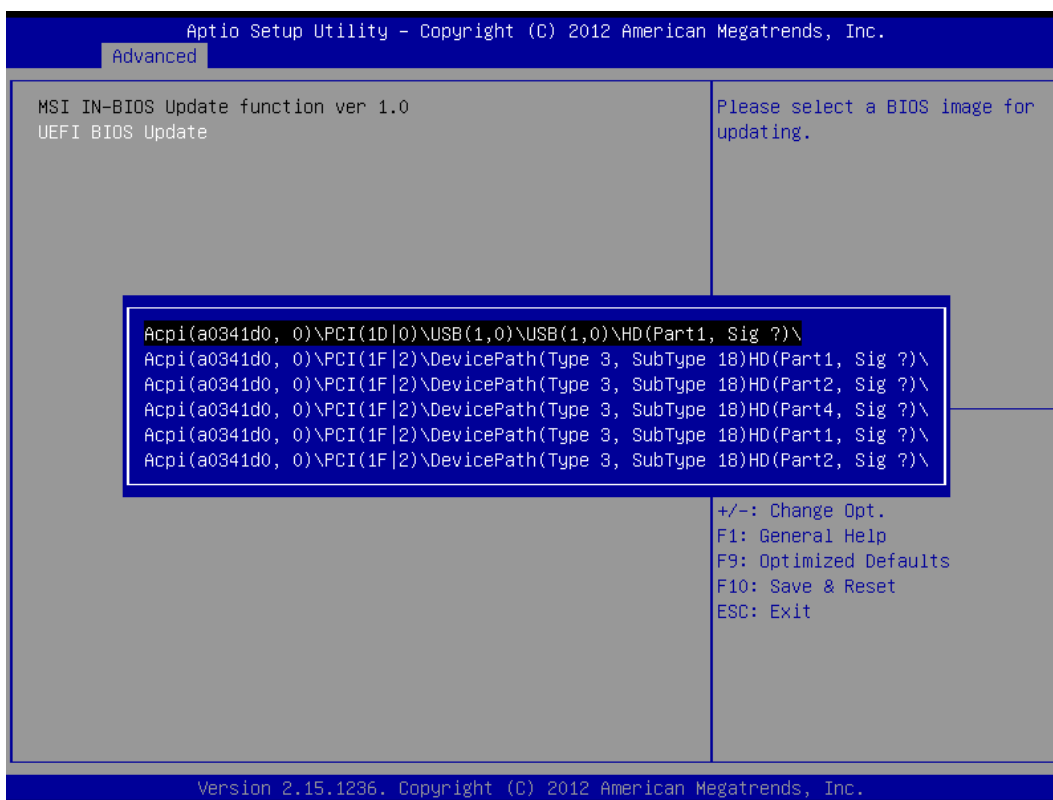 Aptio Setup Utility – Copyright (C) 2012 American Megatrends, Inc.
Advanced
MSI IN-BIOS Update function ver 1.0
UEFI BIOS Update
Please select a BIOS image for
updating.
Acpi(a0341d0, 0)\PCI(1D|0)\USB(1,0)\USB(1,0)\HD(Part1, Sig ?)\
Acpi(a0341d0, 0)\PCI(1F|2)\DevicePath(Type 3, SubType 18)HD(Part1, Sig ?)\
Acpi(a0341d0, 0)\PCI(1F|2)\DevicePath(Type 3, SubType 18)HD(Part2, Sig ?)\
Acpi(a0341d0, 0)\PCI(1F|2)\DevicePath(Type 3, SubType 18)HD(Part4, Sig ?)\
Acpi(a0341d0, 0)\PCI(1F|2)\DevicePath(Type 3, SubType 18)HD(Part1, Sig ?)\
Acpi(a0341d0, 0)\PCI(1F|2)\DevicePath(Type 3, SubType 18)HD(Part2, Sig ?)\
+/-: Change Opt.
F1: General Help
F9: Optimized Defaults
F10: Save & Reset
ESC: Exit
Version 2.15.1236. Copyright (C) 2012 American Megatrends, Inc.